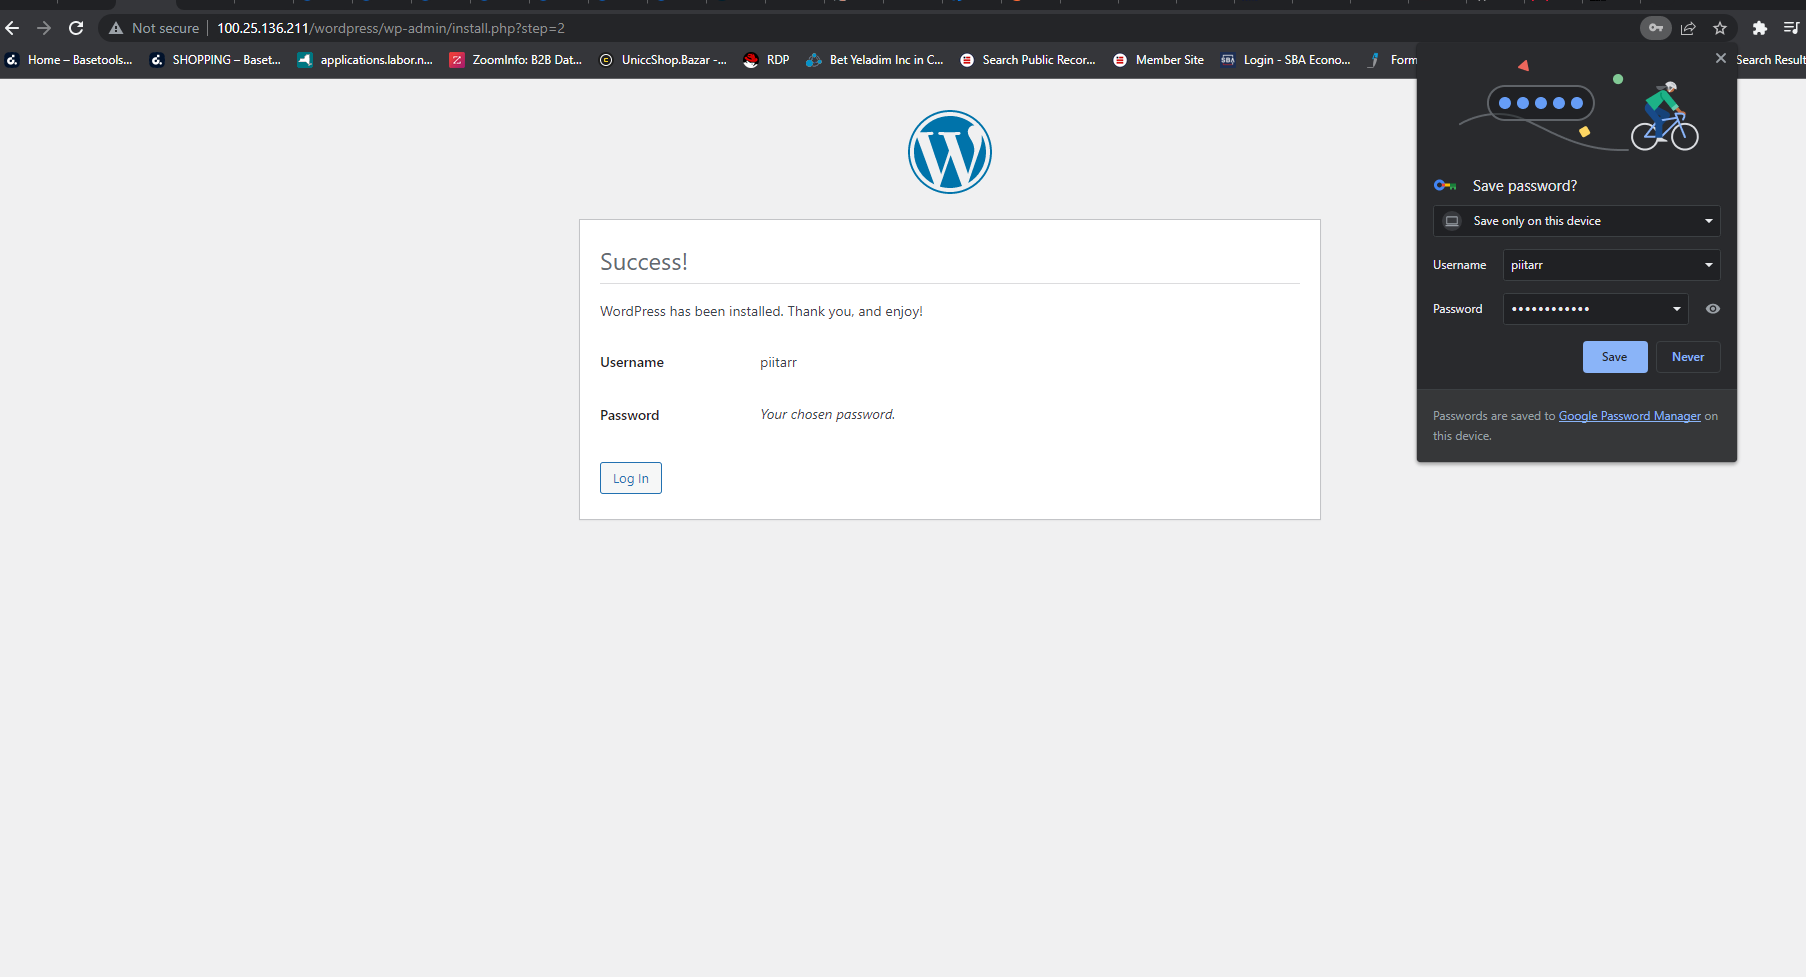 Not secure 100.25.136.211/wordpress/wp-admin/install.php?step=2
Home – Basetools... SHOPPING – Baset... applications.labor.n... ZoomInfo: B2B Dat... UniccShop.Bazar -... RDP Bet Yeladim Inc in C... Search Public Recor... Member Site Login - SBA Econo... Form Search Result
Save password?
Save only on this device
Username piitarr
Password ••••••••••••
Save Never
Passwords are saved to Google Password Manager on
this device.
Success!
WordPress has been installed. Thank you, and enjoy!
Username piitarr
Password Your chosen password.
Log In